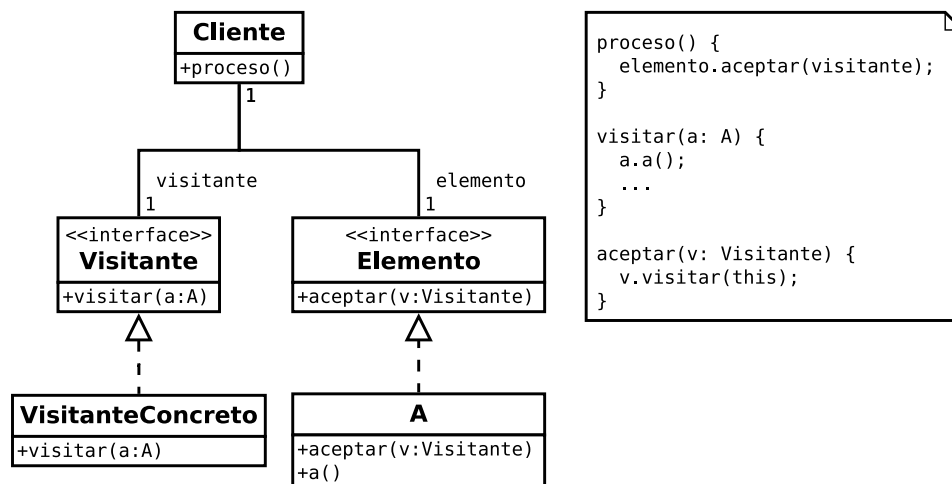 Cliente
+proceso()
1
visitante
1
elemento
1
<<interface>>
Visitante
+visitar(a:A)
<<interface>>
Elemento
+aceptar(v:Visitante)
VisitanteConcreto
+visitar(a:A)
A
+aceptar(v:Visitante)
+a()
proceso() {
  elemento.aceptar(visitante);
}
visitar(a: A) {
  a.a();
  ...
}
aceptar(v: Visitante) {
  v.visitar(this);
}